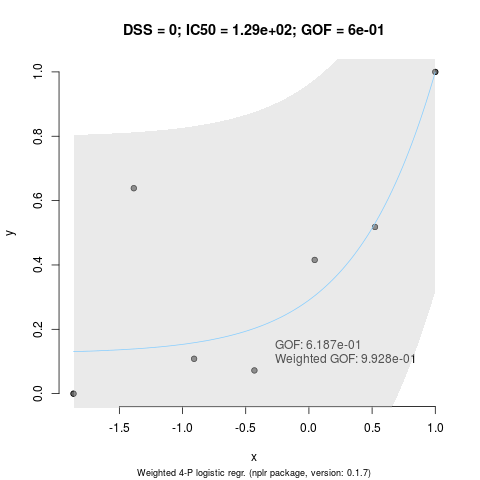 DSS = 0; IC50 = 1.29e+02; GOF = 6e-01
y
0.0
0.2
0.4
0.6
0.8
1.0
GOF: 6.187e-01
Weighted GOF: 9.928e-01
-1.5
-1.0
-0.5
0.0
0.5
1.0
x
Weighted 4-P logistic regr. (nplr package, version: 0.1.7)